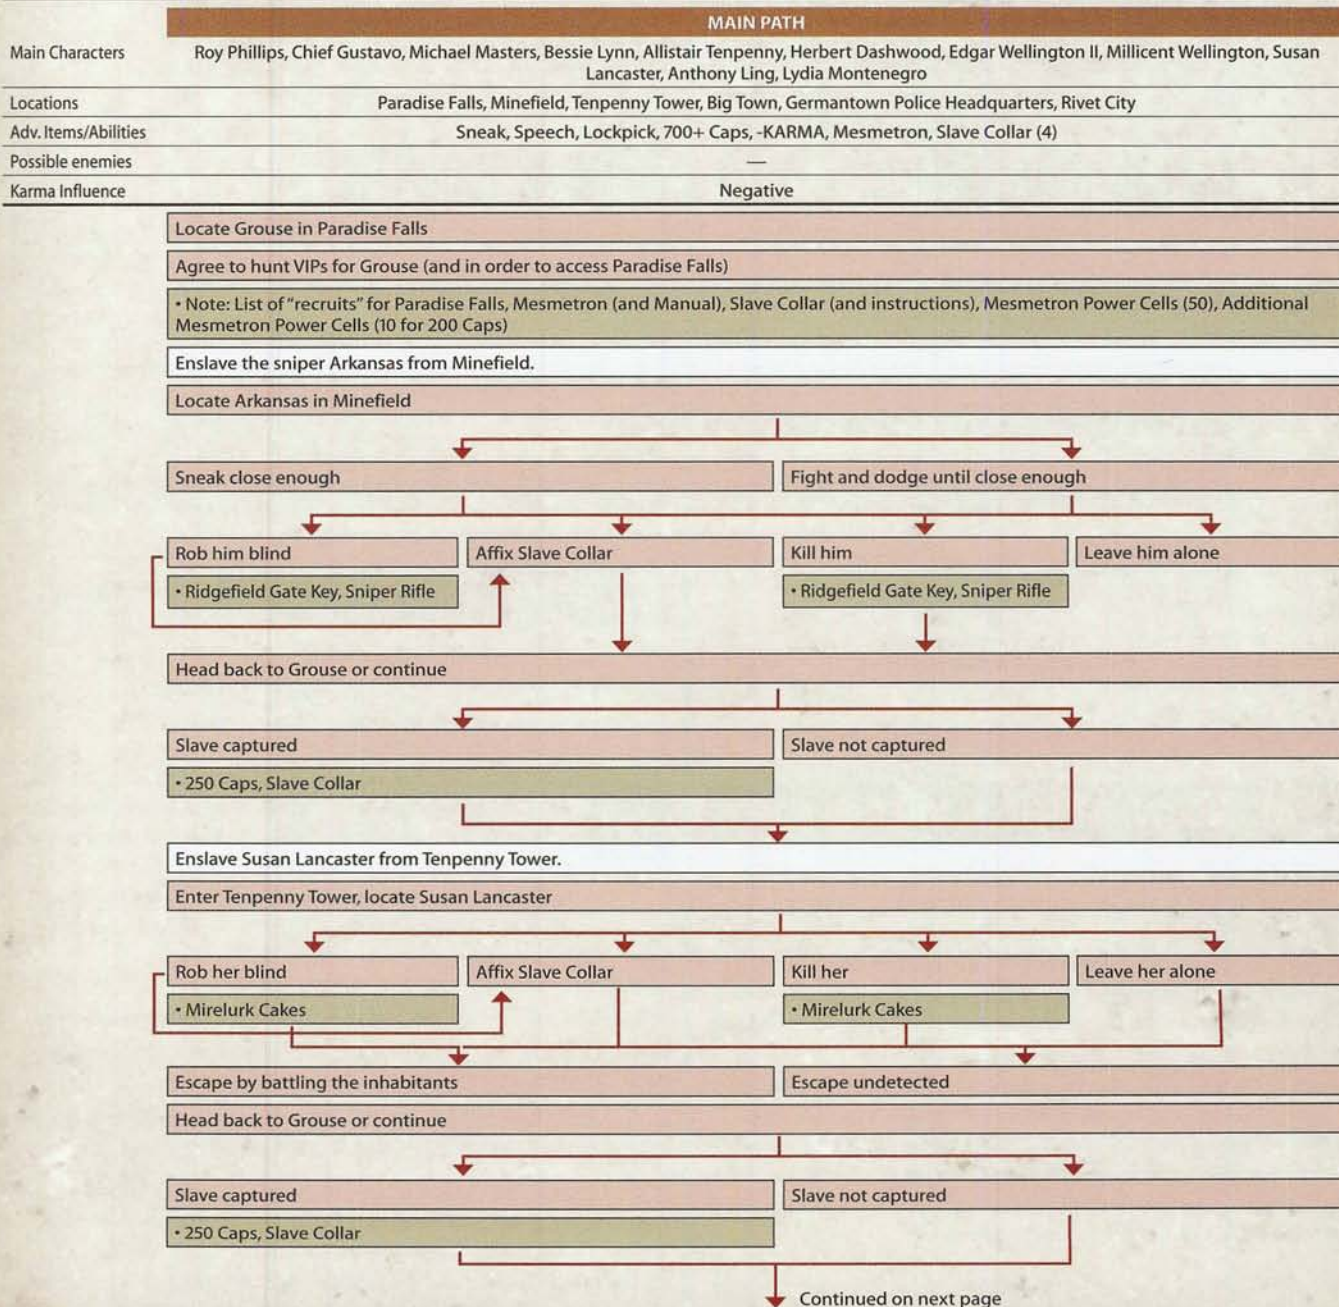 MAIN PATH
Main Characters
Roy Phillips, Chief Gustavo, Michael Masters, Bessie Lynn, Allistair Tenpenny, Herbert Dashwood, Edgar Wellington II, Millicent Wellington, Susan
Lancaster, Anthony Ling, Lydia Montenegro
Locations
Paradise Falls, Minefield, Tenpenny Tower, Big Town, Germantown Police Headquarters, Rivet City
Adv. Items/Abilities
Sneak, Speech, Lockpick, 700+ Caps, -KARMA, Mesmetron, Slave Collar (4)
Possible enemies
—
Karma Influence
Negative
Locate Grouse in Paradise Falls
Agree to hunt VIPs for Grouse (and in order to access Paradise Falls)
• Note: List of "recruits" for Paradise Falls, Mesmetron (and Manual), Slave Collar (and instructions), Mesmetron Power Cells (50), Additional
Mesmetron Power Cells (10 for 200 Caps)
Enslave the sniper Arkansas from Minefield.
Locate Arkansas in Minefield
Sneak close enough
Fight and dodge until close enough
Rob him blind
Affix Slave Collar
Kill him
Leave him alone
• Ridgefield Gate Key, Sniper Rifle
• Ridgefield Gate Key, Sniper Rifle
Head back to Grouse or continue
Slave captured
Slave not captured
• 250 Caps, Slave Collar
Enslave Susan Lancaster from Tenpenny Tower.
Enter Tenpenny Tower, locate Susan Lancaster
Rob her blind
Affix Slave Collar
Kill her
Leave her alone
• Mirelurk Cakes
• Mirelurk Cakes
Escape by battling the inhabitants
Escape undetected
Head back to Grouse or continue
Slave captured
Slave not captured
• 250 Caps, Slave Collar
Continued on next page